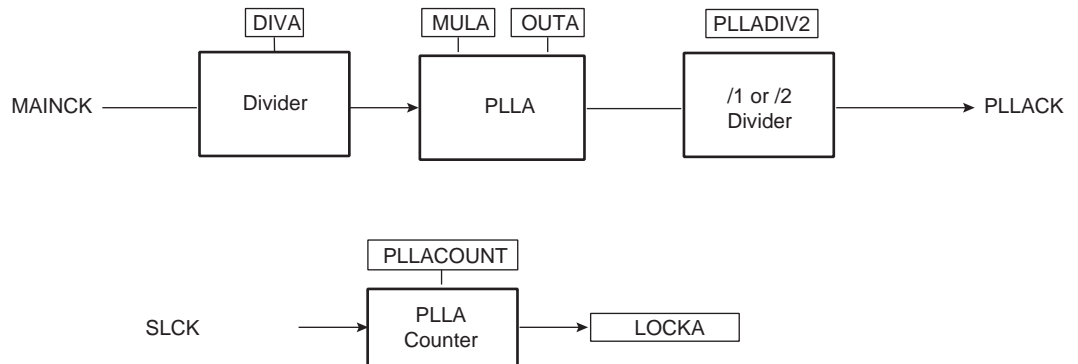 DIVA
MULA
OUTA
PLLADIV2
MAINCK
Divider
PLLA
/1 or /2
Divider
PLLACK
PLLACOUNT
SLCK
PLLA
Counter
LOCKA